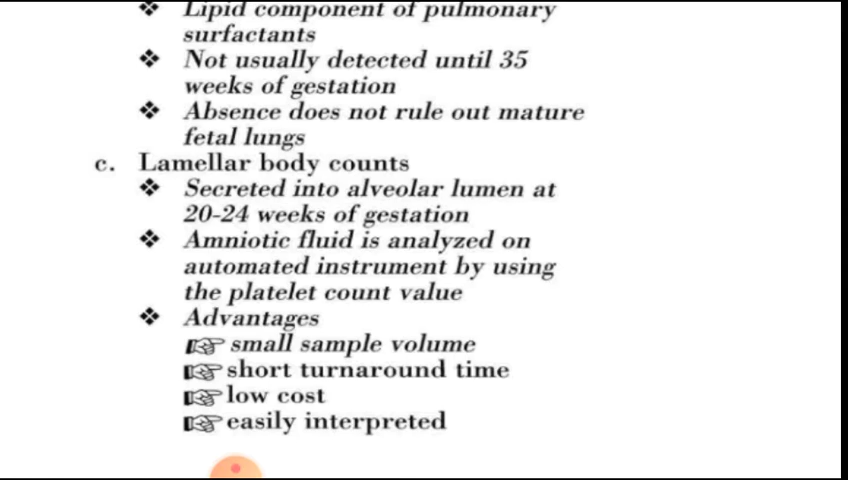 ❖ Lipid component of pulmonary
surfactants
❖ Not usually detected until 35
weeks of gestation
❖ Absence does not rule out mature
fetal lungs
c. Lamellar body counts
❖ Secreted into alveolar lumen at
20-24 weeks of gestation
❖ Amniotic fluid is analyzed on
automated instrument by using
the platelet count value
❖ Advantages
☞ small sample volume
☞ short turnaround time
☞ low cost
☞ easily interpreted